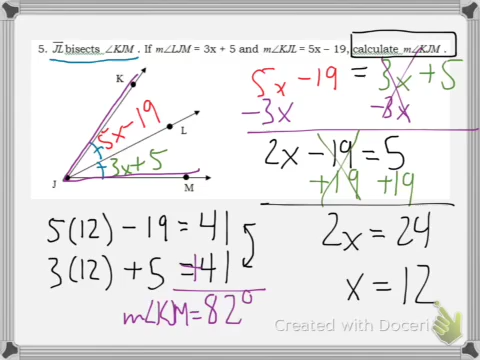 5. JL bisects ∠KJM. If m∠LJM = 3x + 5 and m∠KJL = 5x – 19, calculate m∠KJM.
5x – 19 = 3x + 5
–3x –3x
2x – 19 = 5
+19 +19
2x = 24
x = 12
K
L
J
M
5x – 19
3x + 5
5(12) – 19 = 41
3(12) + 5 = +41
m∠KJM = 82°
Created with Doceri